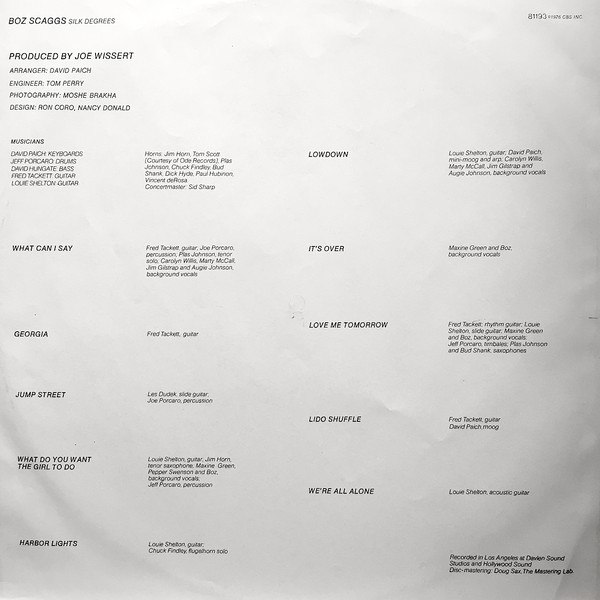 BOZ SCAGGS SILK DEGREES
81193 ℗1976 CBS INC.
PRODUCED BY JOE WISSERT
ARRANGER: DAVID PAICH
ENGINEER: TOM PERRY
PHOTOGRAPHY: MOSHE BRAKHA
DESIGN: RON CORO, NANCY DONALD
MUSICIANS
DAVID PAICH: KEYBOARDS
JEFF PORCARO: DRUMS
DAVID HUNGATE: BASS
FRED TACKETT: GUITAR
LOUIE SHELTON: GUITAR
Horns: Jim Horn, Tom Scott
(Courtesy of Ode Records), Plas
Johnson, Chuck Findley, Bud
Shank, Dick Hyde, Paul Hubinon,
Vincent deRosa
Concertmaster: Sid Sharp
WHAT CAN I SAY
Fred Tackett, guitar; Joe Porcaro,
percussion; Plas Johnson, tenor
solo; Carolyn Willis, Marty McCall,
Jim Gilstrap and Augie Johnson,
background vocals
GEORGIA
Fred Tackett, guitar
JUMP STREET
Les Dudek, slide guitar;
Joe Porcaro, percussion
WHAT DO YOU WANT
THE GIRL TO DO
Louie Shelton, guitar; Jim Horn,
tenor saxophone, Maxine Green,
Pepper Swenson and Boz,
background vocals;
Jeff Porcaro, percussion
HARBOR LIGHTS
Louie Shelton, guitar;
Chuck Findley, flugelhorn solo
LOWDOWN
Louie Shelton, guitar; David Paich,
mini-moog and arp; Carolyn Willis,
Marty McCall, Jim Gilstrap and
Augie Johnson, background vocals
IT'S OVER
Maxine Green and Boz,
background vocals
LOVE ME TOMORROW
Fred Tackett, rhythm guitar; Louie
Shelton, slide guitar; Maxine Green
and Boz, background vocals.
Jeff Porcaro, timbales; Plas Johnson
and Bud Shank, saxophones
LIDO SHUFFLE
Fred Tackett, guitar
David Paich, moog
WE'RE ALL ALONE
Louie Shelton, acoustic guitar
Recorded in Los Angeles at Davlen Sound
Studios and Hollywood Sound
Disc-mastering: Doug Sax, The Mastering Lab.